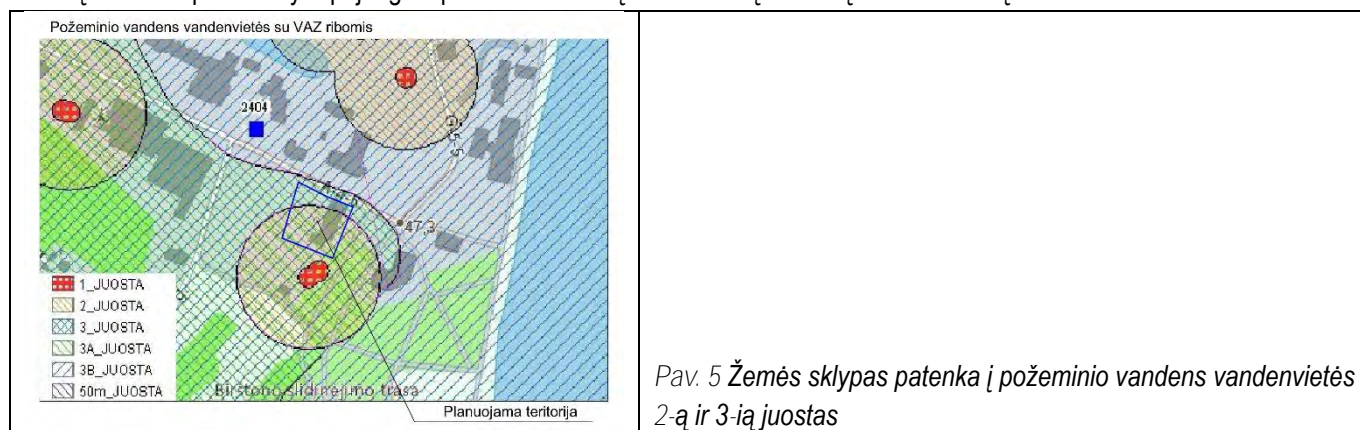 Požeminio vandens vandenvietės su VAZ ribomis
2404
47,3
1_JUOSTA
2_JUOSTA
3_JUOSTA
3A_JUOSTA
3B_JUOSTA
50m_JUOSTA
Birštono slidinėjimo trasa
Planuojama teritorija
Pav. 5 Žemės sklypas patenka į požeminio vandens vandenvietės
2-ą ir 3-ią juostas